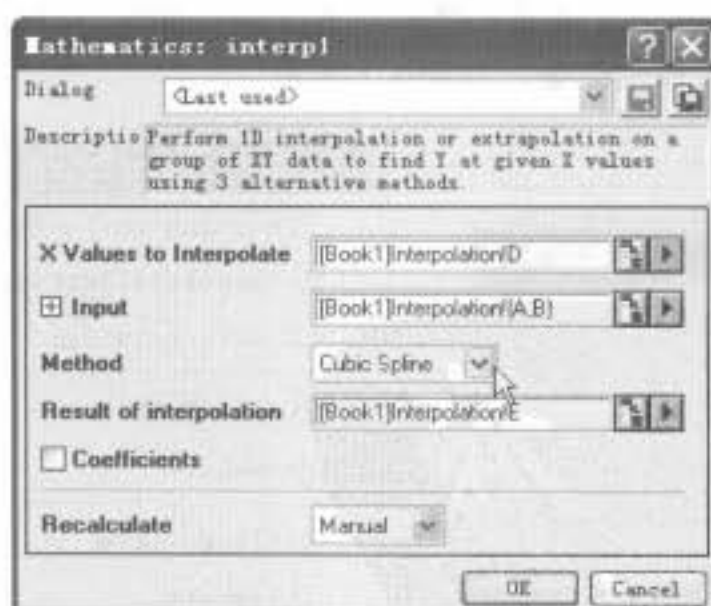 Mathematics: interp1
Dialog <Last used>
Descriptio Perform 1D interpolation or extrapolation on a
group of XY data to find Y at given X values
using 3 alternative methods.
X Values to Interpolate [Book1]Interpolation!D
Input [Book1]Interpolation!(A,B)
Method Cubic Spline
Result of interpolation [Book1]Interpolation!E
Coefficients
Recalculate Manual
OK Cancel